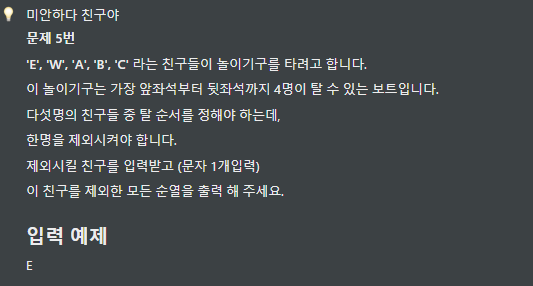 미안하다 친구야
문제 5번
'E', 'W', 'A', 'B', 'C' 라는 친구들이 놀이기구를 타려고 합니다.
이 놀이기구는 가장 앞좌석부터 뒷좌석까지 4명이 탈 수 있는 보트입니다.
다섯명의 친구들 중 탈 순서를 정해야 하는데,
한명을 제외시켜야 합니다.
제외시킬 친구를 입력받고 (문자 1개입력)
이 친구를 제외한 모든 순열을 출력 해 주세요.
입력 예제
E